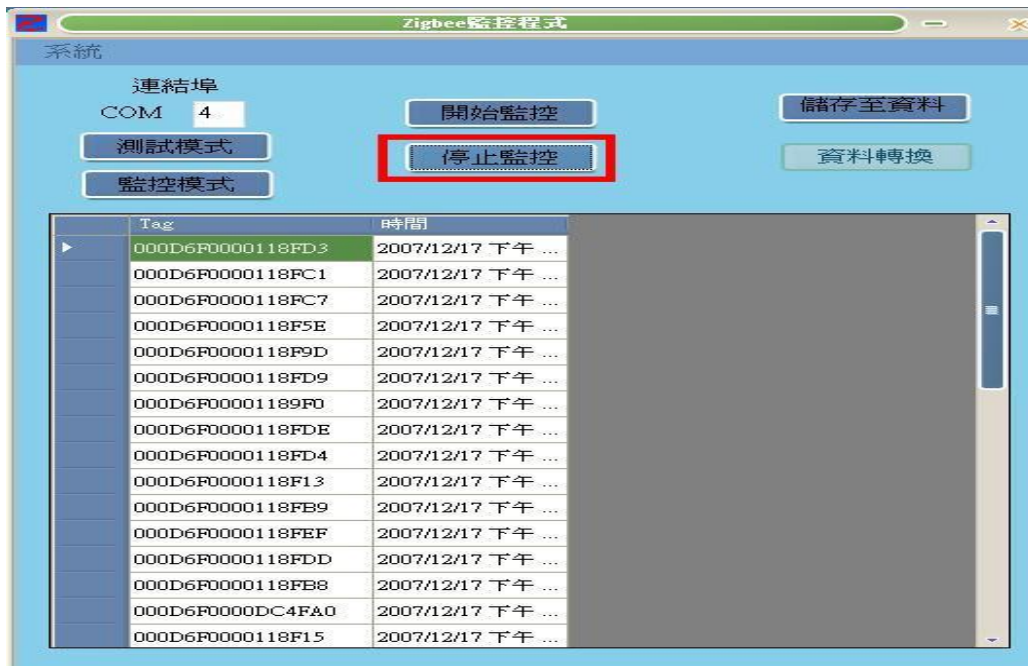 Zigbee監控程式
系統
連結埠
COM 4
開始監控
儲存至資料
測試模式
停止監控
資料轉換
監控模式
Tag 時間
000D6F0000118FD3 2007/12/17 下午 ...
000D6F0000118FC1 2007/12/17 下午 ...
000D6F0000118FC7 2007/12/17 下午 ...
000D6F0000118F5E 2007/12/17 下午 ...
000D6F0000118F9D 2007/12/17 下午 ...
000D6F0000118FD9 2007/12/17 下午 ...
000D6F00001189F0 2007/12/17 下午 ...
000D6F0000118FDE 2007/12/17 下午 ...
000D6F0000118FD4 2007/12/17 下午 ...
000D6F0000118F13 2007/12/17 下午 ...
000D6F0000118FB9 2007/12/17 下午 ...
000D6F0000118FEF 2007/12/17 下午 ...
000D6F0000118FDD 2007/12/17 下午 ...
000D6F0000118FB8 2007/12/17 下午 ...
000D6F0000DC4FA0 2007/12/17 下午 ...
000D6F0000118F15 2007/12/17 下午 ...